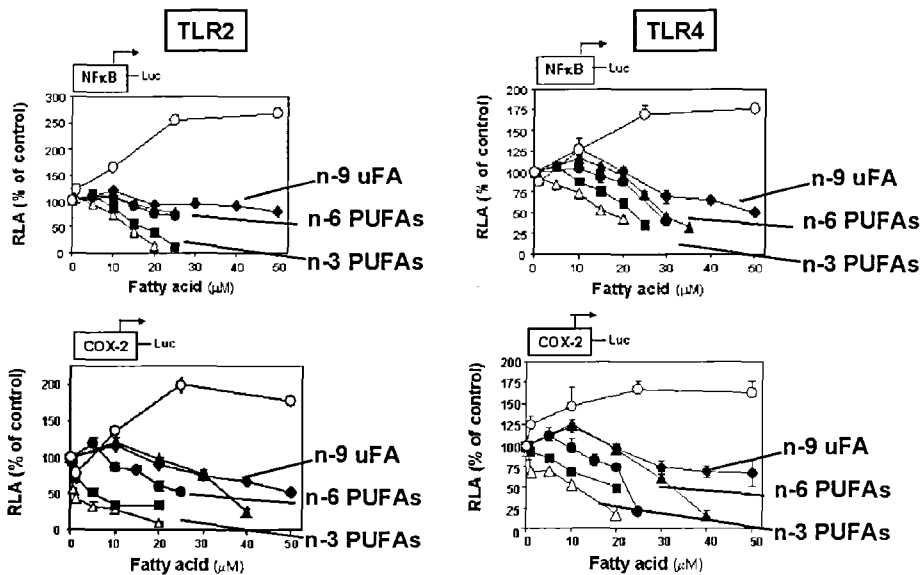 TLR2
TLR4
NFκB
Luc
RLA (% of control)
300
250
200
150
100
50
0
0
10
20
30
40
50
Fatty acid (μM)
n-9 uFA
n-6 PUFAs
n-3 PUFAs
NFκB
Luc
RLA (% of control)
200
175
150
125
100
75
50
25
0
0
10
20
30
40
50
Fatty acid (μM)
n-9 uFA
n-6 PUFAs
n-3 PUFAs
COX-2
Luc
RLA (% of control)
200
150
100
50
0
0
10
20
30
40
50
Fatty acid (μM)
n-9 uFA
n-6 PUFAs
n-3 PUFAs
COX-2
Luc
RLA (% of control)
200
175
150
125
100
75
50
25
0
0
10
20
30
40
50
Fatty acid (μM)
n-9 uFA
n-6 PUFAs
n-3 PUFAs